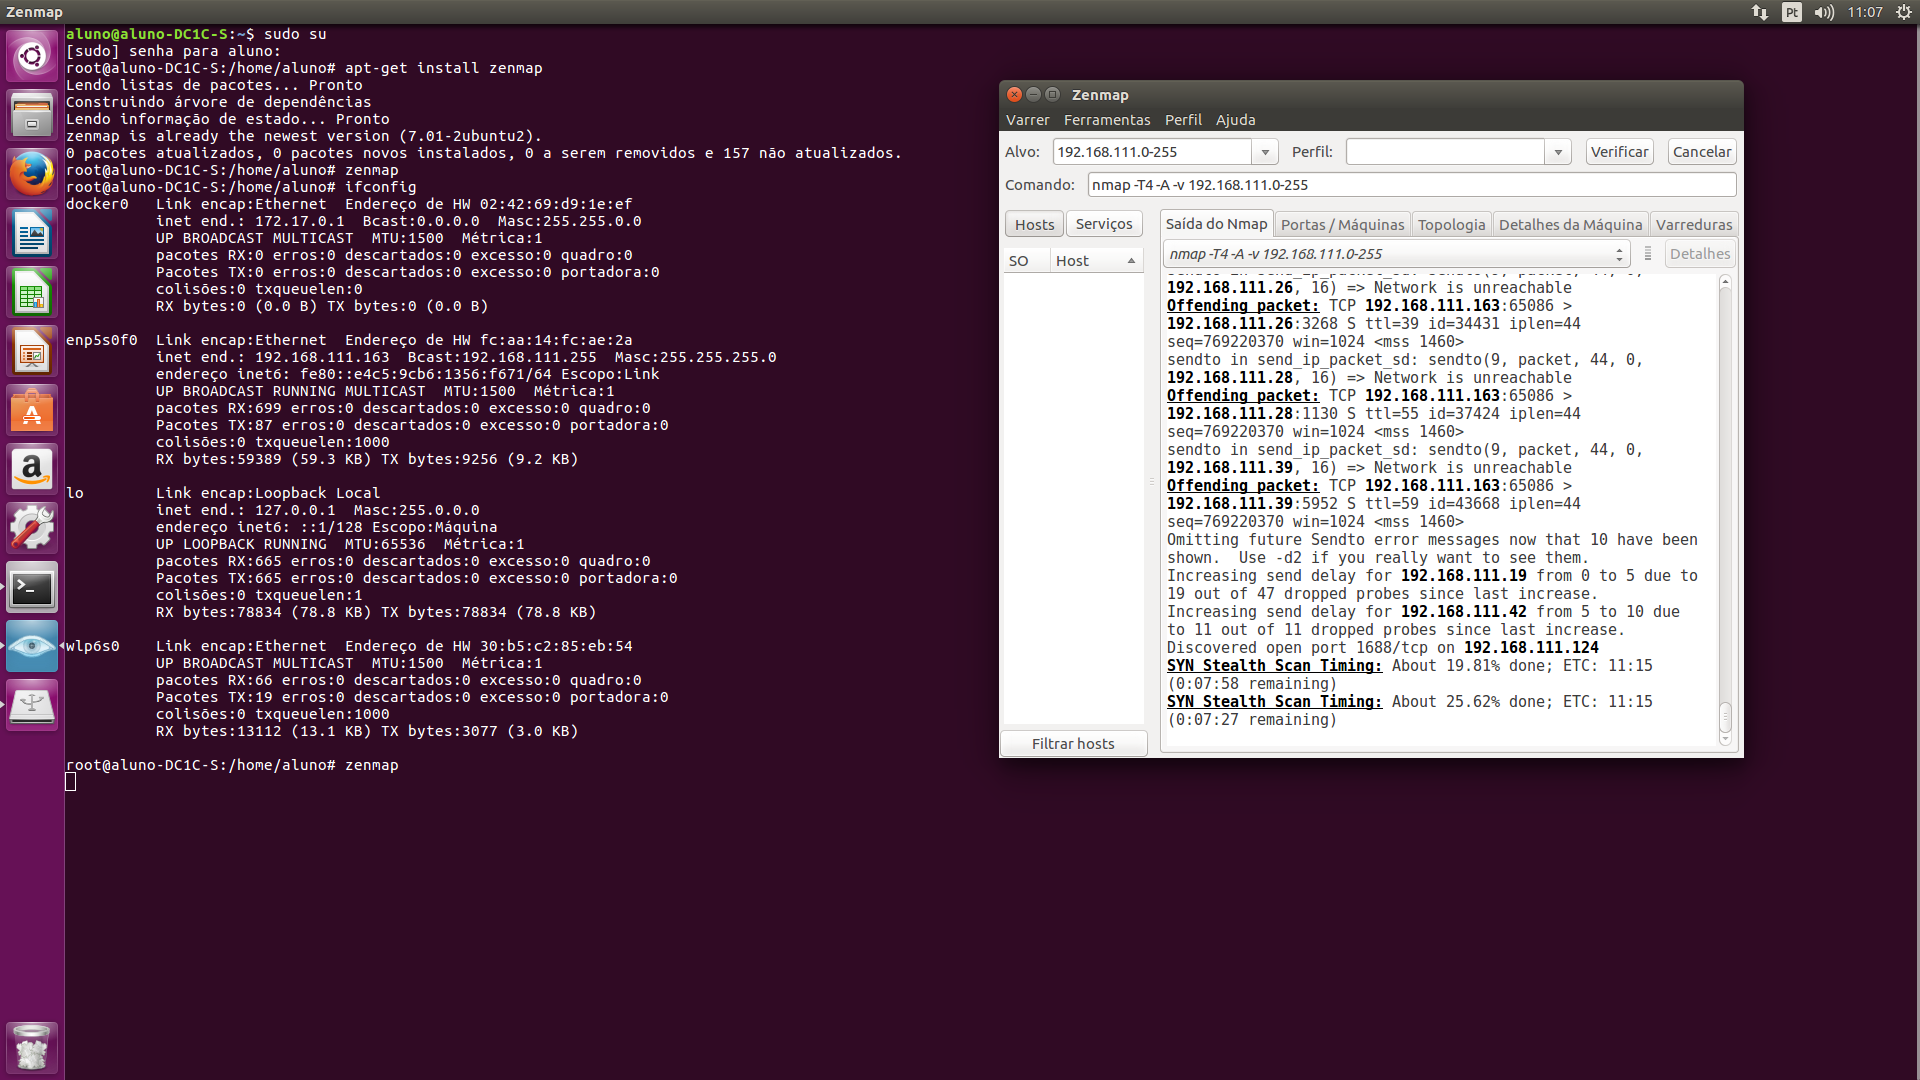 Zenmap
Pt
11:07
aluno@aluno-DC1C-S:~$ sudo su
[sudo] senha para aluno:
root@aluno-DC1C-S:/home/aluno# apt-get install zenmap
Lendo listas de pacotes... Pronto
Construindo árvore de dependências
Lendo informação de estado... Pronto
zenmap is already the newest version (7.01-2ubuntu2).
0 pacotes atualizados, 0 pacotes novos instalados, 0 a serem removidos e 157 não atualizados.
root@aluno-DC1C-S:/home/aluno# zenmap
root@aluno-DC1C-S:/home/aluno# ifconfig
docker0   Link encap:Ethernet  Endereço de HW 02:42:69:d9:1e:ef
inet end.: 172.17.0.1  Bcast:0.0.0.0  Masc:255.255.0.0
UP BROADCAST MULTICAST  MTU:1500  Métrica:1
pacotes RX:0 erros:0 descartados:0 excesso:0 quadro:0
Pacotes TX:0 erros:0 descartados:0 excesso:0 portadora:0
colisões:0 txqueuelen:0
RX bytes:0 (0.0 B) TX bytes:0 (0.0 B)
enp5s0f0  Link encap:Ethernet  Endereço de HW fc:aa:14:fc:ae:2a
inet end.: 192.168.111.163  Bcast:192.168.111.255  Masc:255.255.255.0
endereço inet6: fe80::e4c5:9cb6:1356:f671/64 Escopo:Link
UP BROADCAST RUNNING MULTICAST  MTU:1500  Métrica:1
pacotes RX:699 erros:0 descartados:0 excesso:0 quadro:0
Pacotes TX:87 erros:0 descartados:0 excesso:0 portadora:0
colisões:0 txqueuelen:1000
RX bytes:59389 (59.3 KB) TX bytes:9256 (9.2 KB)
lo        Link encap:Loopback Local
inet end.: 127.0.0.1  Masc:255.0.0.0
endereço inet6: ::1/128 Escopo:Máquina
UP LOOPBACK RUNNING  MTU:65536  Métrica:1
pacotes RX:665 erros:0 descartados:0 excesso:0 quadro:0
Pacotes TX:665 erros:0 descartados:0 excesso:0 portadora:0
colisões:0 txqueuelen:1
RX bytes:78834 (78.8 KB) TX bytes:78834 (78.8 KB)
wlp6s0    Link encap:Ethernet  Endereço de HW 30:b5:c2:85:eb:54
UP BROADCAST MULTICAST  MTU:1500  Métrica:1
pacotes RX:66 erros:0 descartados:0 excesso:0 quadro:0
Pacotes TX:19 erros:0 descartados:0 excesso:0 portadora:0
colisões:0 txqueuelen:1000
RX bytes:13112 (13.1 KB) TX bytes:3077 (3.0 KB)
root@aluno-DC1C-S:/home/aluno# zenmap
Zenmap
Varrer Ferramentas Perfil Ajuda
Alvo: 192.168.111.0-255 Perfil: Verificar Cancelar
Comando: nmap -T4 -A -v 192.168.111.0-255
Hosts Serviços
SO Host
Filtrar hosts
Saída do Nmap Portas / Máquinas Topologia Detalhes da Máquina Varreduras
nmap -T4 -A -v 192.168.111.0-255 Detalhes
sendto in send_ip_packet_sd: sendto(9, packet, 44, 0,
192.168.111.26, 16) => Network is unreachable
Offending packet: TCP 192.168.111.163:65086 >
192.168.111.26:3268 S ttl=39 id=34431 iplen=44
seq=769220370 win=1024 <mss 1460>
sendto in send_ip_packet_sd: sendto(9, packet, 44, 0,
192.168.111.28, 16) => Network is unreachable
Offending packet: TCP 192.168.111.163:65086 >
192.168.111.28:1130 S ttl=55 id=37424 iplen=44
seq=769220370 win=1024 <mss 1460>
sendto in send_ip_packet_sd: sendto(9, packet, 44, 0,
192.168.111.39, 16) => Network is unreachable
Offending packet: TCP 192.168.111.163:65086 >
192.168.111.39:5952 S ttl=59 id=43668 iplen=44
seq=769220370 win=1024 <mss 1460>
Omitting future Sendto error messages now that 10 have been
shown.  Use -d2 if you really want to see them.
Increasing send delay for 192.168.111.19 from 0 to 5 due to
19 out of 47 dropped probes since last increase.
Increasing send delay for 192.168.111.42 from 5 to 10 due
to 11 out of 11 dropped probes since last increase.
Discovered open port 1688/tcp on 192.168.111.124
SYN Stealth Scan Timing: About 19.81% done; ETC: 11:15
(0:07:58 remaining)
SYN Stealth Scan Timing: About 25.62% done; ETC: 11:15
(0:07:27 remaining)